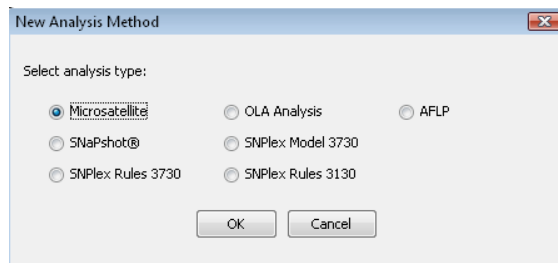 New Analysis Method
Select analysis type:
Microsatellite OLA Analysis AFLP
SNaPshot® SNPlex Model 3730
SNPlex Rules 3730 SNPlex Rules 3130
OK Cancel